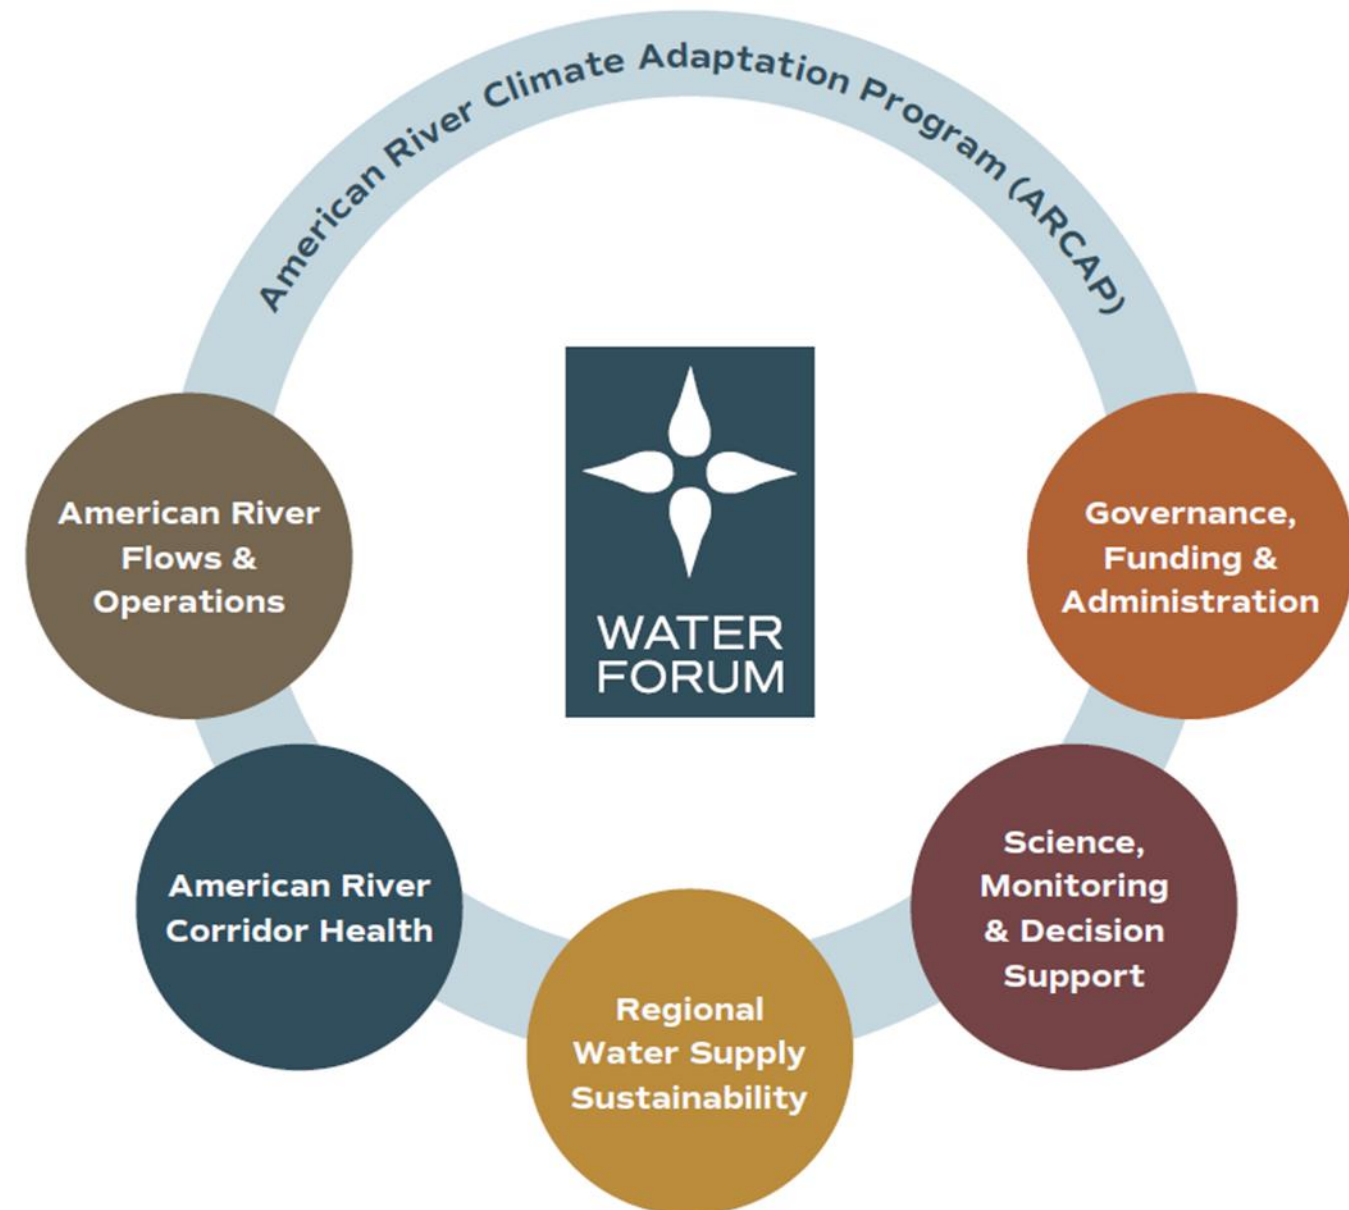 American River Climate Adaptation Program (ARCAP)
WATER
FORUM
American River
Flows &
Operations
American River
Corridor Health
Regional
Water Supply
Sustainability
Science,
Monitoring
& Decision
Support
Governance,
Funding &
Administration